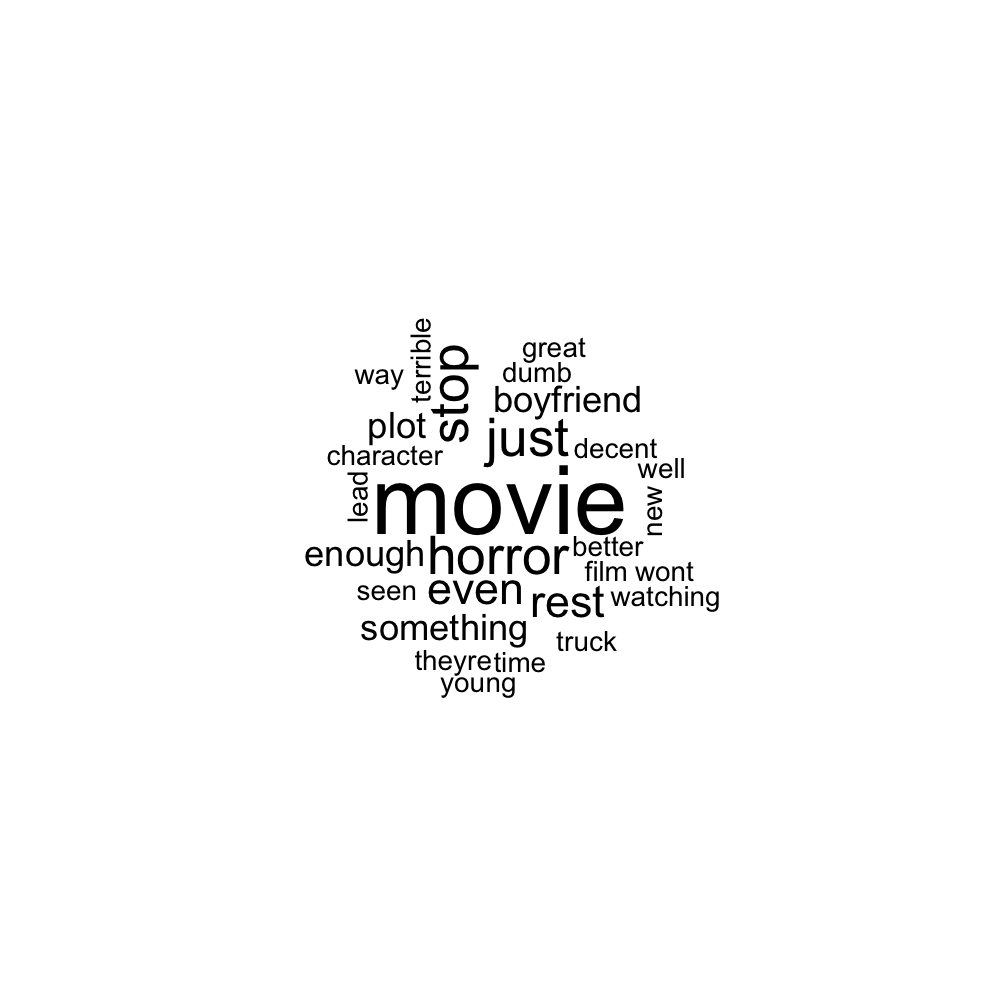 terrible
great
way
stop
dumb
boyfriend
plot
just
decent
character
well
lead
movie
new
enough
horror
better
film
wont
seen
even
rest
watching
something
truck
theyre
time
young